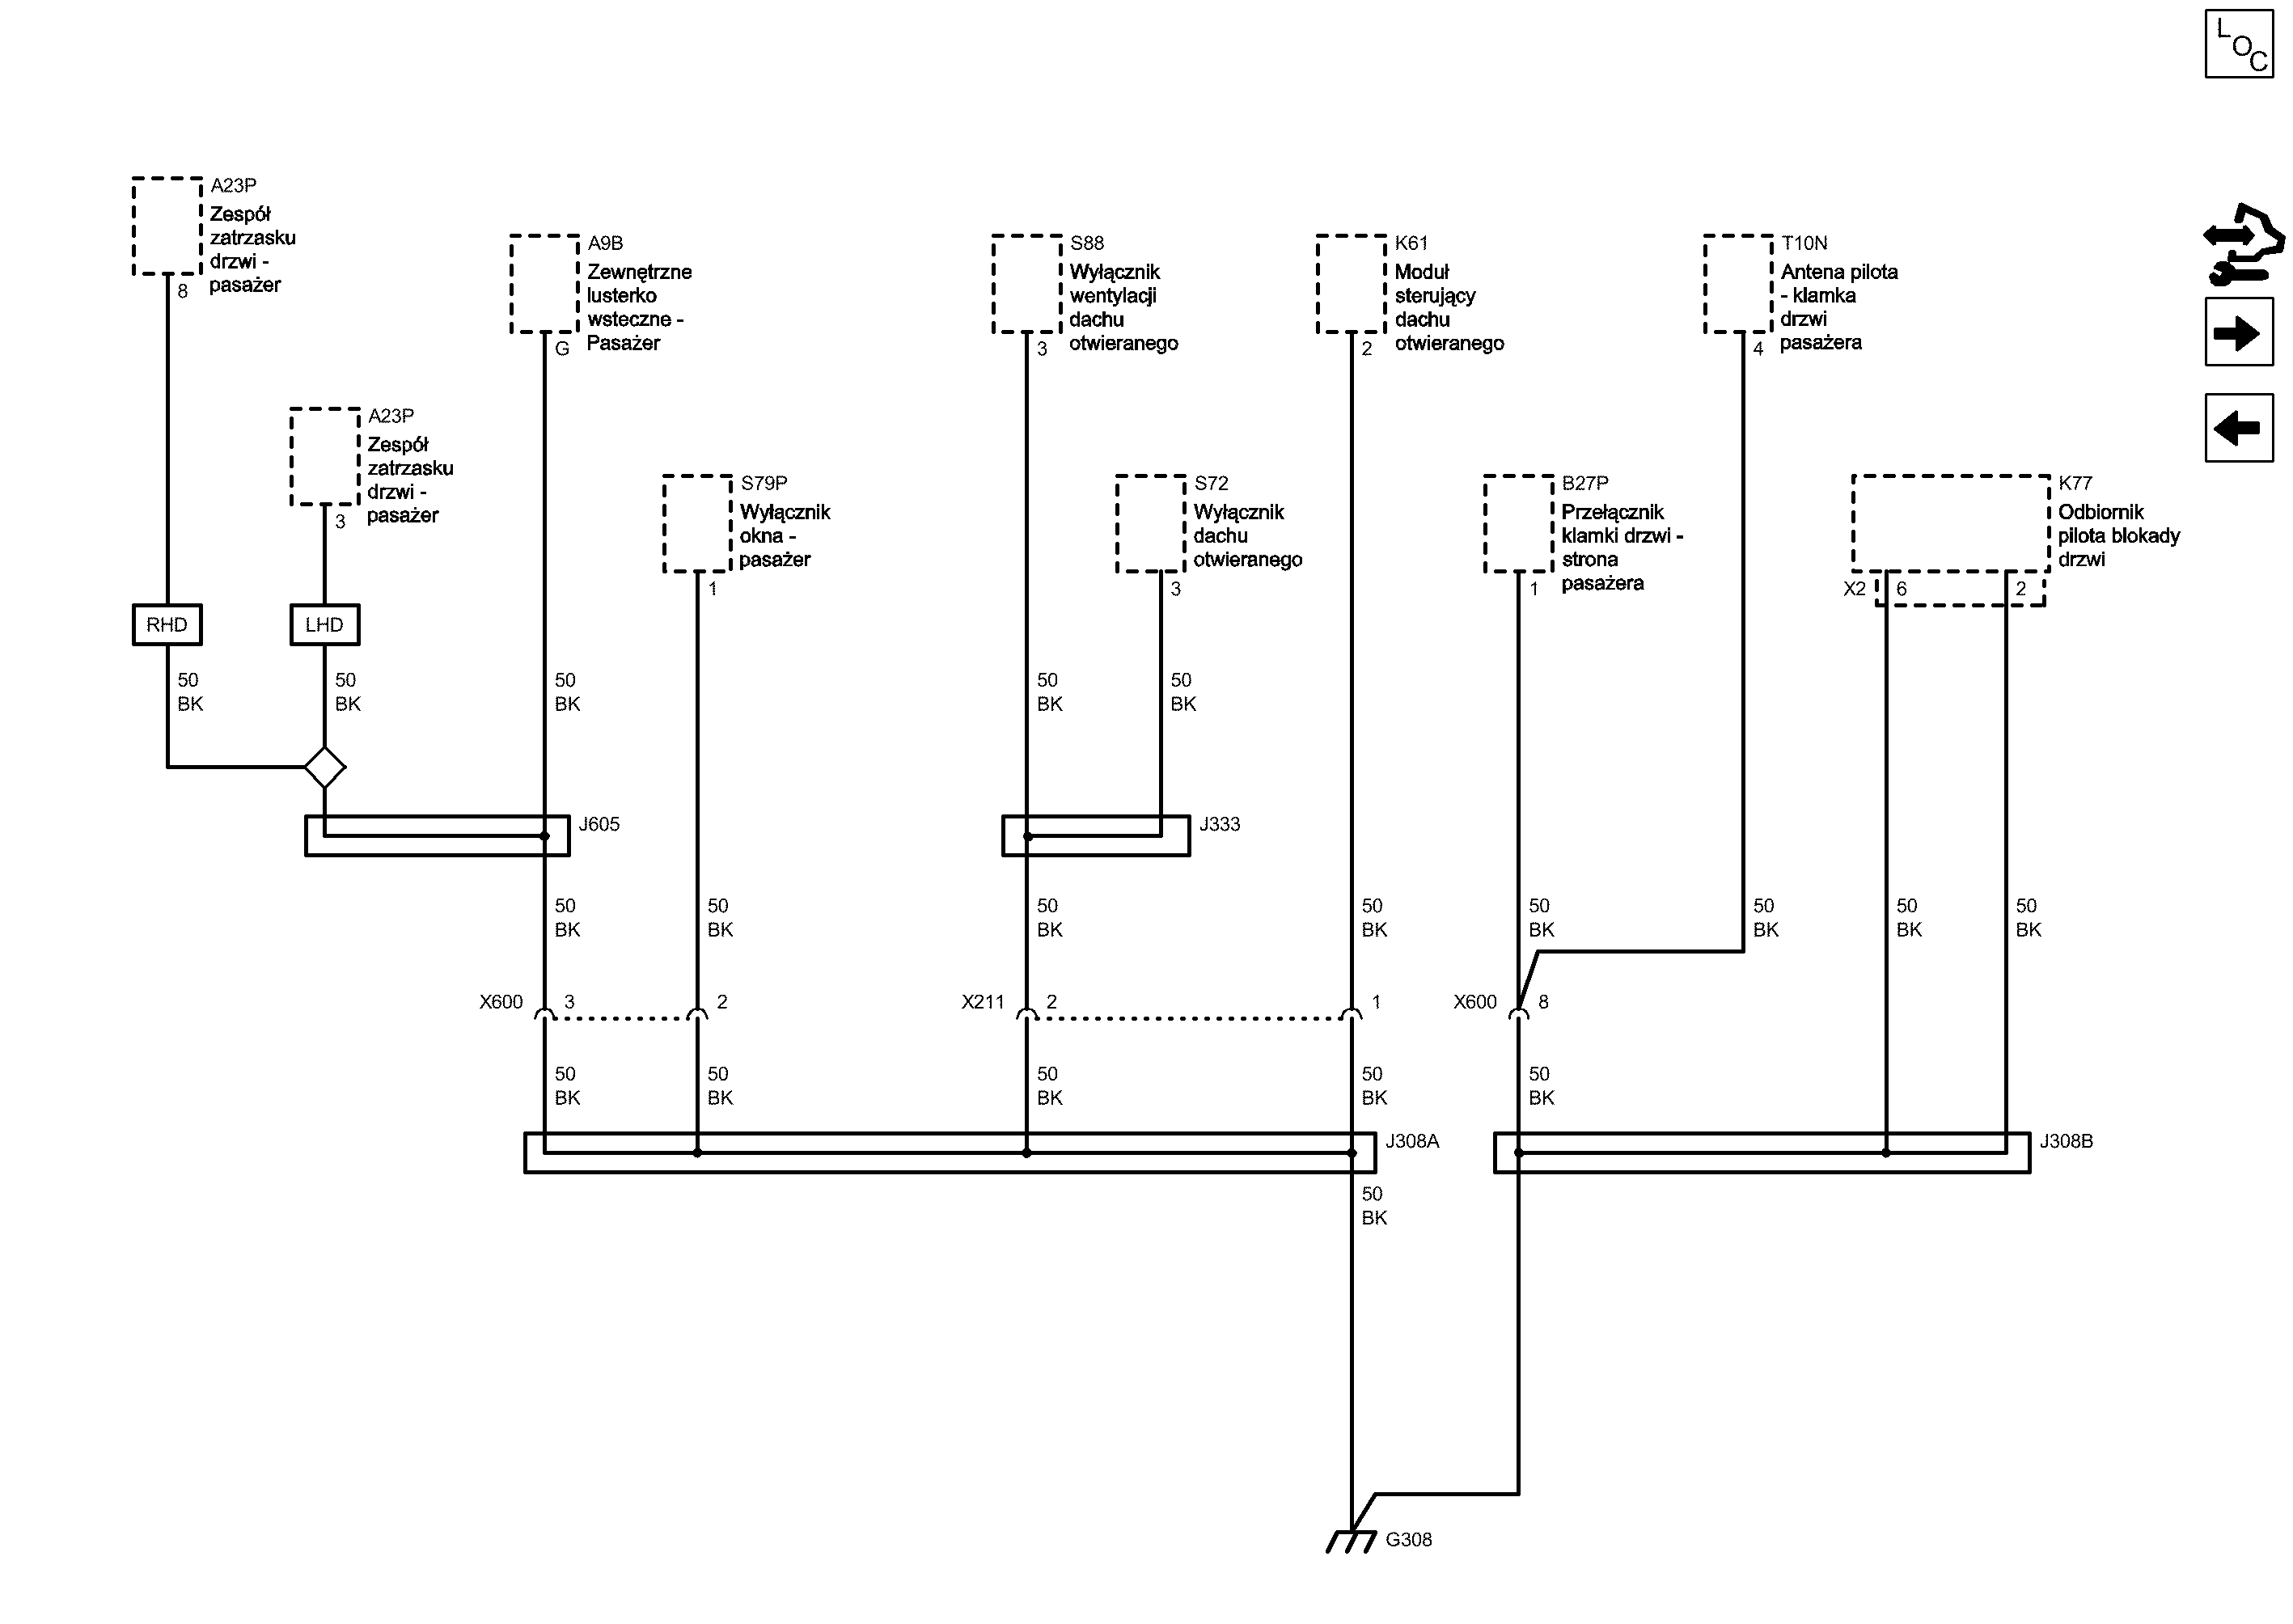 LOC
A23P
Zespół
zatrzasku
drzwi -
pasażer
8
A9B
Zewnętrzne
lusterko
wsteczne -
Pasażer
G
S88
Wyłącznik
wentylacji
dachu
otwieranego
3
K61
Moduł
sterujący
dachu
otwieranego
2
T10N
Antena pilota
- klamka
drzwi
pasażera
4
A23P
Zespół
zatrzasku
drzwi -
pasażer
3
S79P
Wyłącznik
okna -
pasażer
1
S72
Wyłącznik
dachu
otwieranego
3
B27P
Przełącznik
klamki drzwi -
strona
pasażera
1
K77
Odbiornik
pilota blokady
drzwi
X2 6 2
RHD LHD
50 50 50 50 50
BK BK BK BK BK
J605 J333
50 50 50 50 50 50 50 50
BK BK BK BK BK BK BK BK
X600 3 2 X211 2 1 X600 8
50 50 50 50 50
BK BK BK BK BK
J308A J308B
50
BK
G308